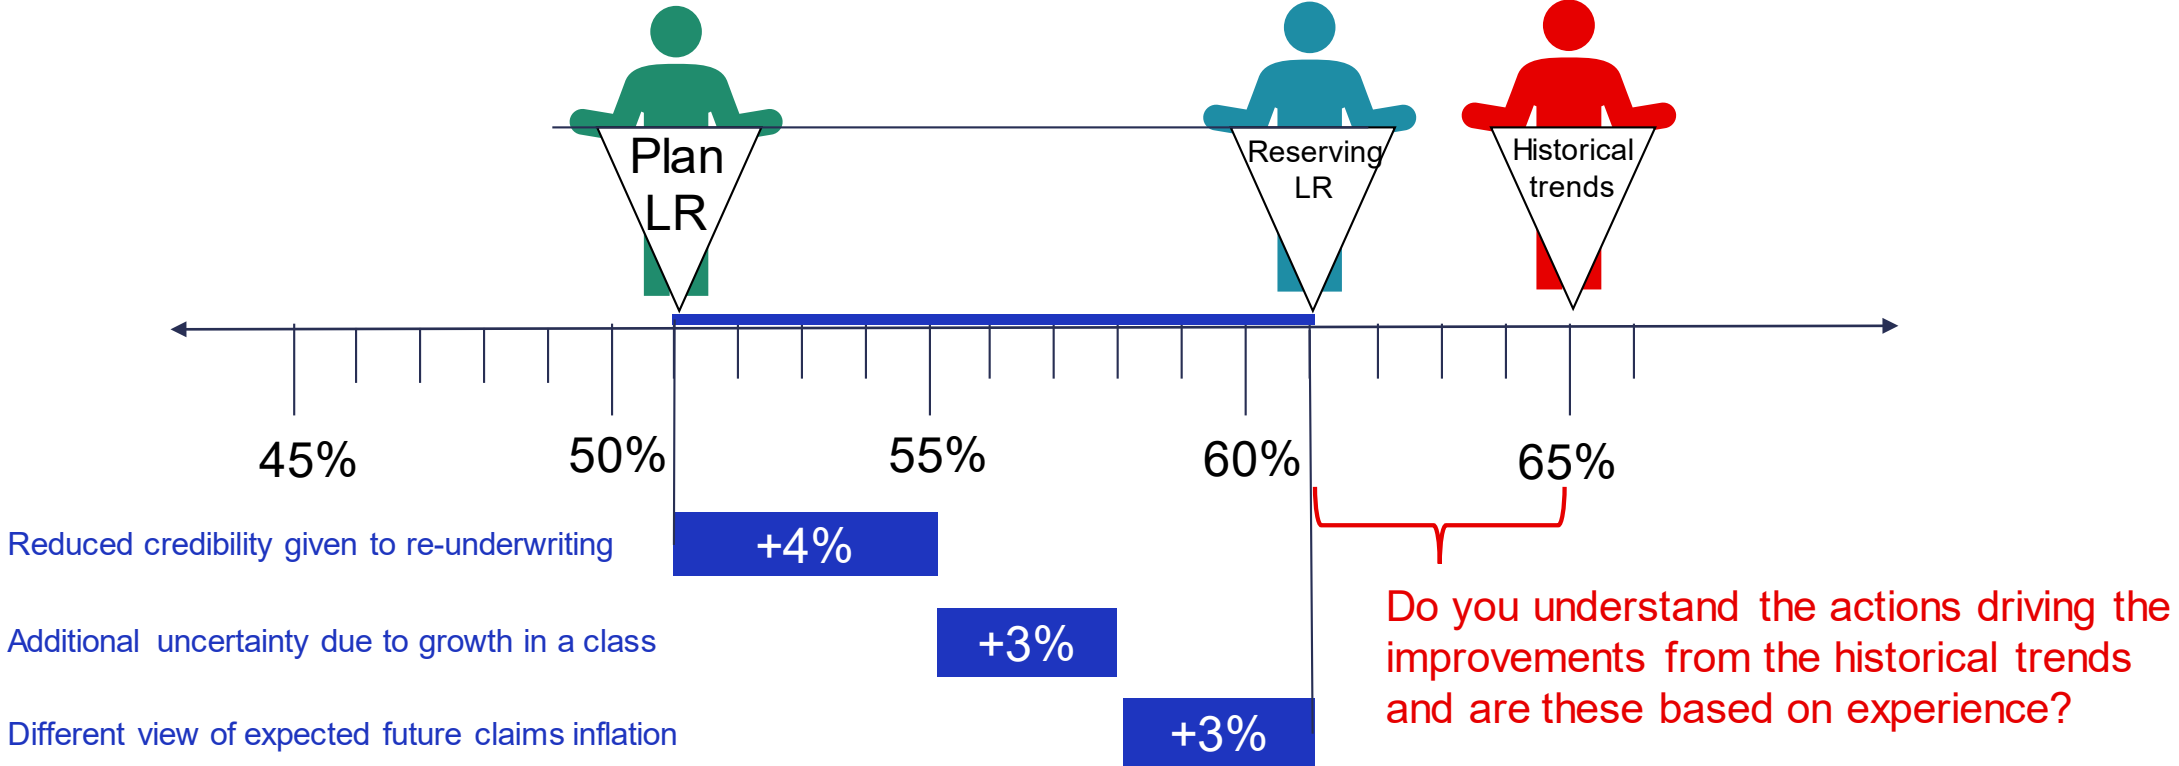 Plan
LR
Reserving
LR
Historical
trends
45%
50%
55%
60%
65%
Reduced credibility given to re-underwriting
+4%
Additional uncertainty due to growth in a class
+3%
Different view of expected future claims inflation
+3%
Do you understand the actions driving the
improvements from the historical trends
and are these based on experience?